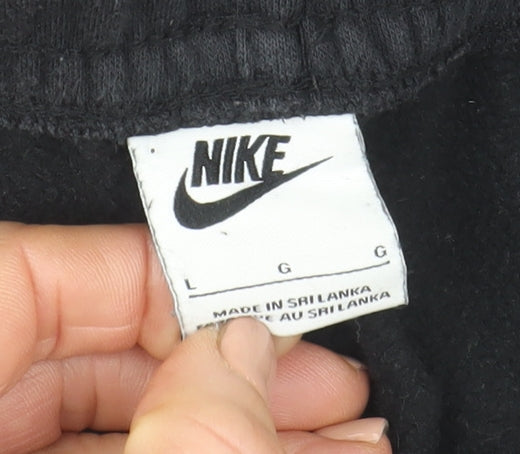 NIKE
L G G
MADE IN SRI LANKA
AU SRI LANKA